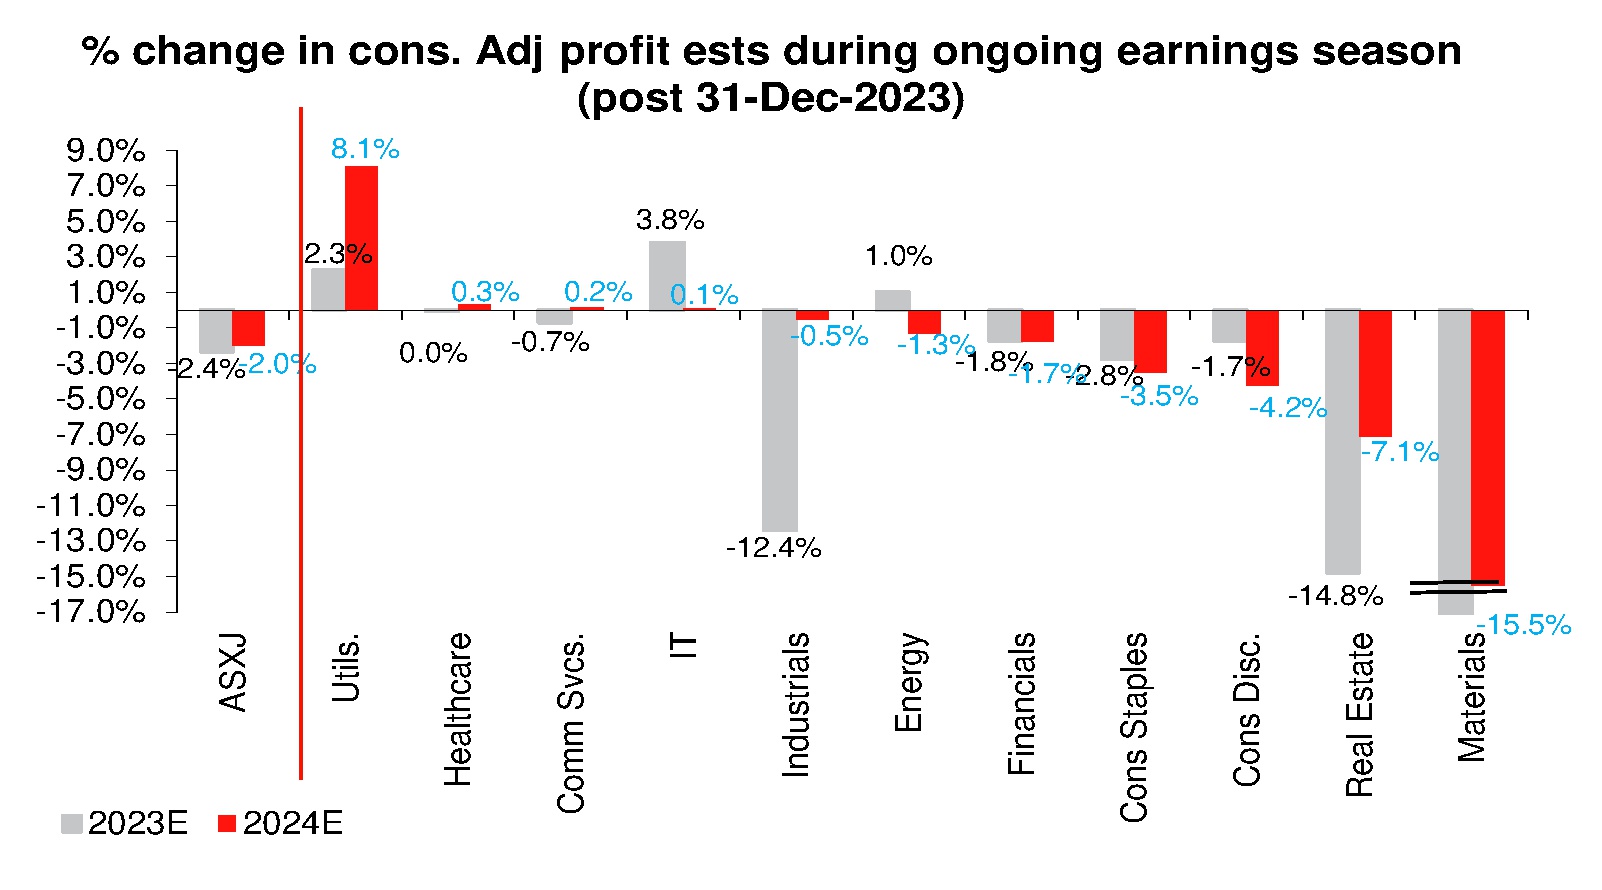 % change in cons. Adj profit ests during ongoing earnings season
(post 31-Dec-2023)
9.0%
7.0%
5.0%
3.0%
1.0%
-1.0%
-3.0%
-5.0%
-7.0%
-9.0%
-11.0%
-13.0%
-15.0%
-17.0%
-2.4%
-2.0%
2.3%
8.1%
0.0%
0.3%
-0.7%
0.2%
3.8%
0.1%
-12.4%
-0.5%
1.0%
-1.3%
-1.8%
-1.7%
-2.8%
-3.5%
-1.7%
-4.2%
-14.8%
-7.1%
-15.5%
ASXJ
Utils.
Healthcare
Comm Svcs.
IT
Industrials
Energy
Financials
Cons Staples
Cons Disc.
Real Estate
Materials
2023E
2024E